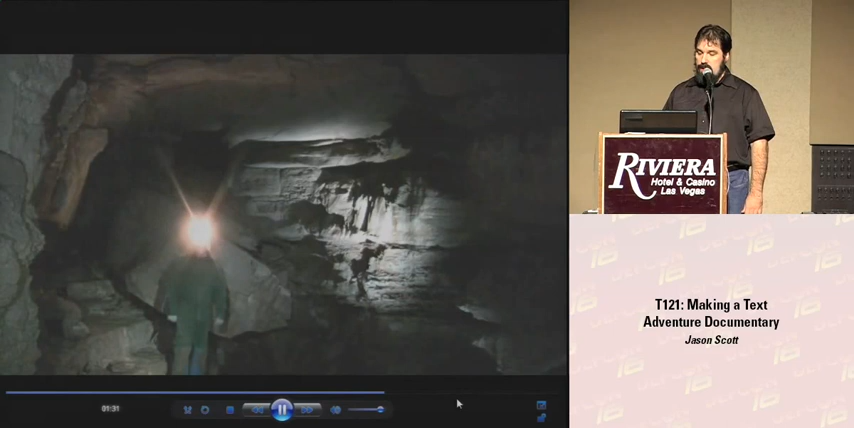 RIVIERA
Hotel & Casino
Las Vegas
T121: Making a Text
Adventure Documentary
Jason Scott
01:31